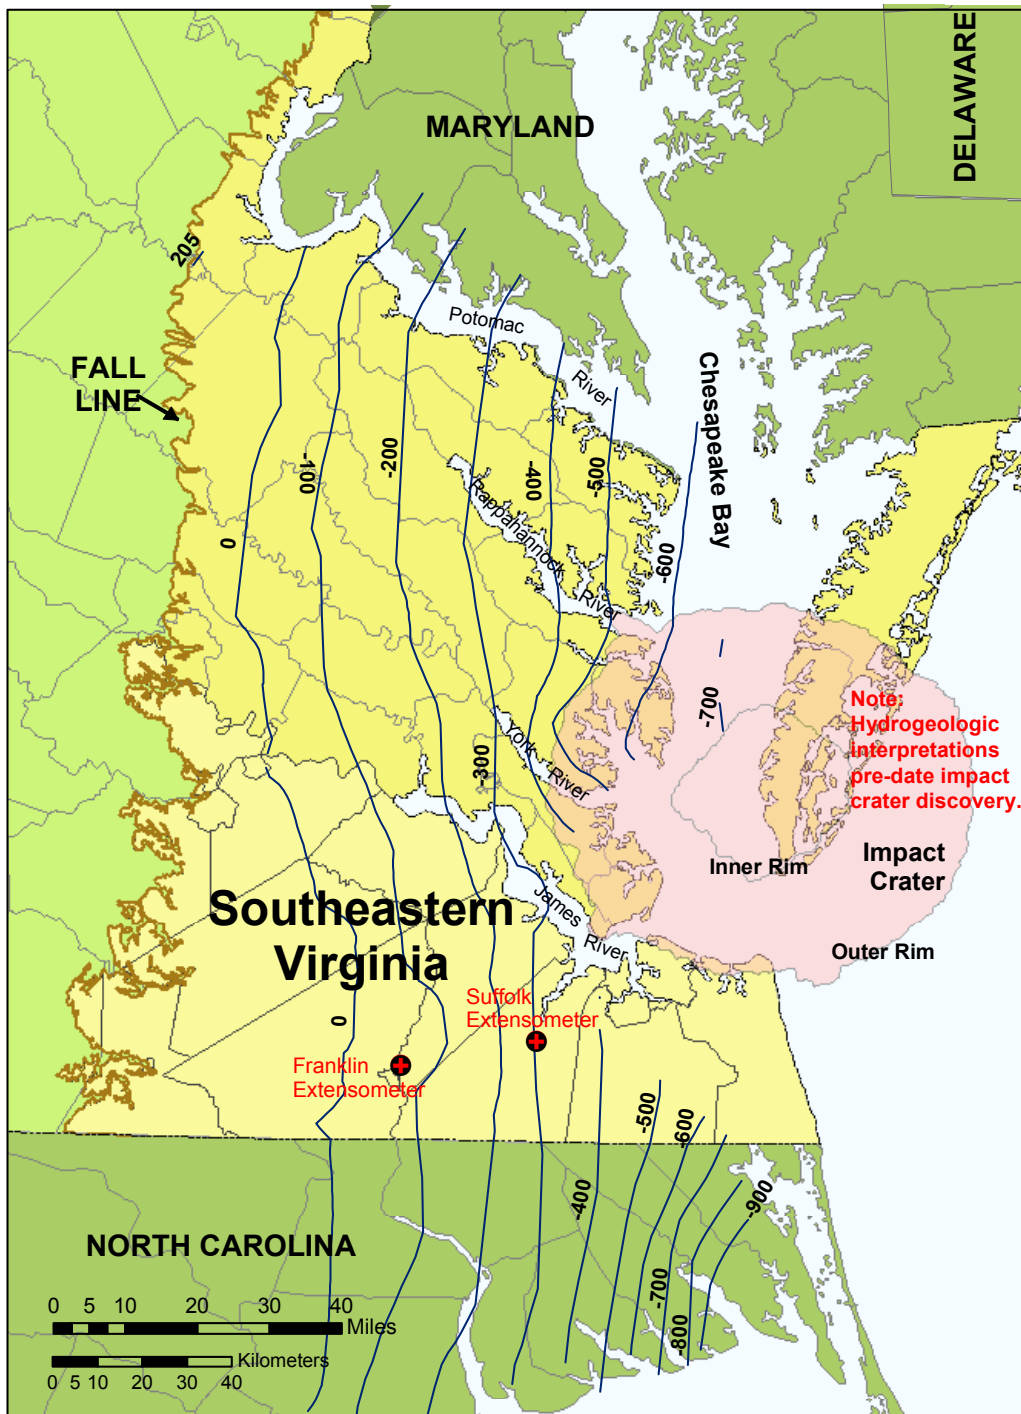 DELAWARE
MARYLAND
205
Potomac
River
FALL
LINE
Chesapeake Bay
-100
-200
-400
-500
Rappahannock
River
0
-600
-700
Note:
Hydrogeologic
interpretations
pre-date impact
crater discovery.
York
River
-300
Inner Rim
Impact
Crater
Southeastern
Virginia
James
River
Outer Rim
Suffolk
Extensometer
0
Franklin
Extensometer
-500
-600
-400
-900
NORTH CAROLINA
-700
-800
0 5 10 20 30 40
Miles
Kilometers
0 5 10 20 30 40